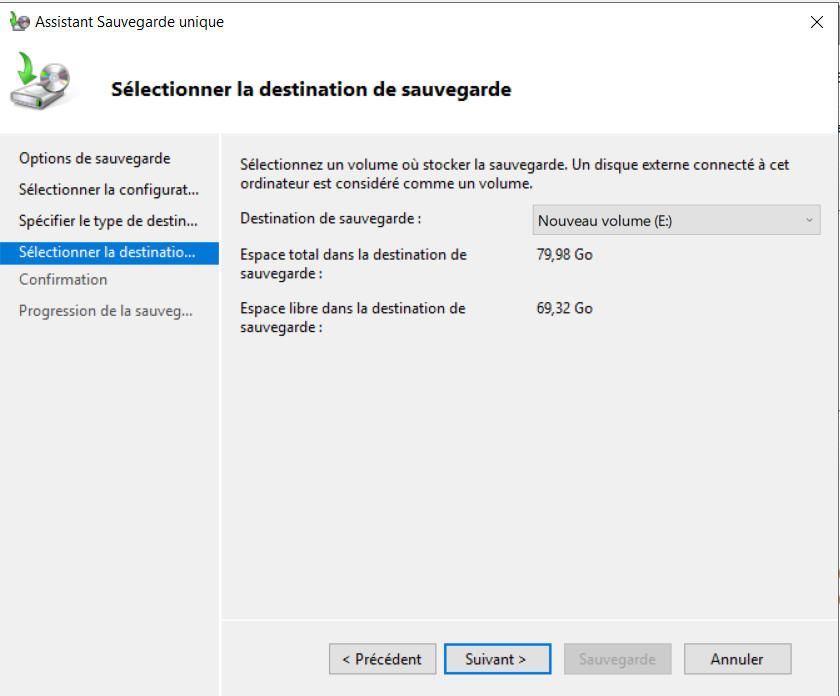 Assistant Sauvegarde unique
Sélectionner la destination de sauvegarde
Options de sauvegarde
Sélectionner la configurat...
Spécifier le type de destin...
Sélectionner la destinatio...
Confirmation
Progression de la sauveg...
Sélectionnez un volume où stocker la sauvegarde. Un disque externe connecté à cet
ordinateur est considéré comme un volume.
Destination de sauvegarde :
Nouveau volume (E:)
Espace total dans la destination de
sauvegarde :
79,98 Go
Espace libre dans la destination de
sauvegarde :
69,32 Go
< Précédent
Suivant >
Sauvegarde
Annuler